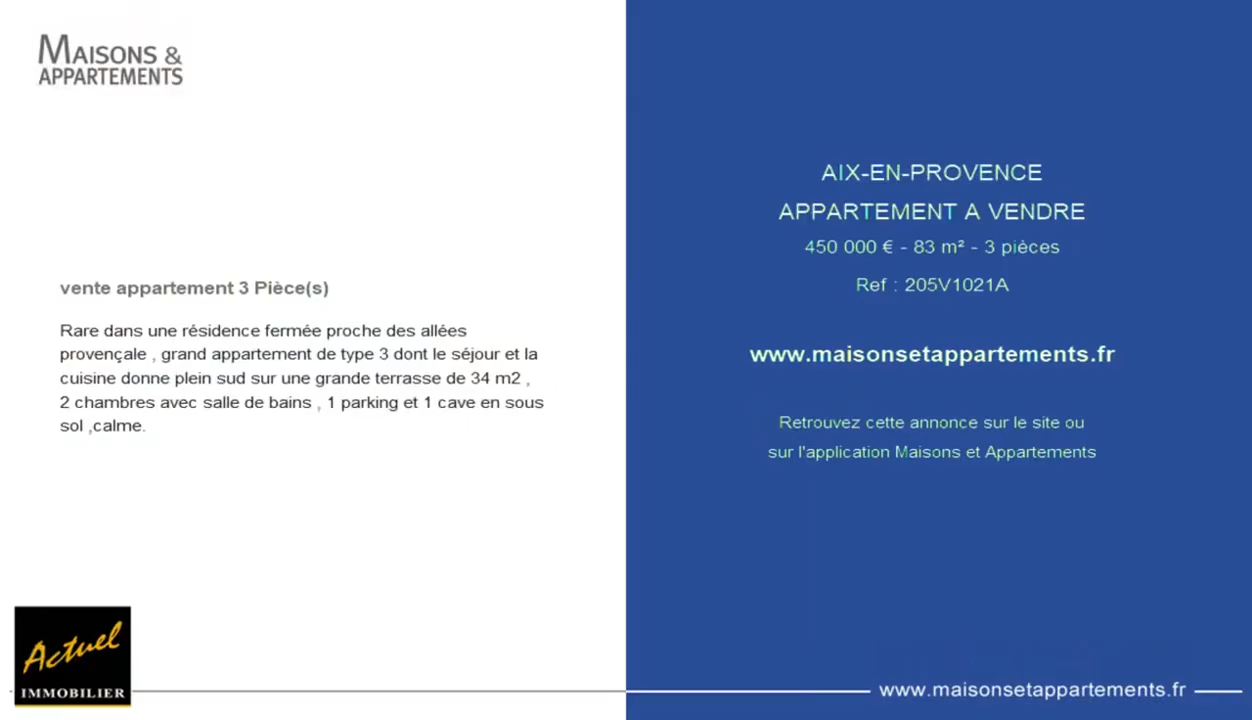 MAISONS &
APPARTEMENTS
vente appartement 3 Pièce(s)
Rare dans une résidence fermée proche des allées
provençale , grand appartement de type 3 dont le séjour et la
cuisine donne plein sud sur une grande terrasse de 34 m2 ,
2 chambres avec salle de bains , 1 parking et 1 cave en sous
sol ,calme.
AIX-EN-PROVENCE
APPARTEMENT A VENDRE
450 000 € - 83 m² - 3 pièces
Ref : 205V1021A
www.maisonsetappartements.fr
Retrouvez cette annonce sur le site ou
sur l'application Maisons et Appartements
Actuel
IMMOBILIER
www.maisonsetappartements.fr